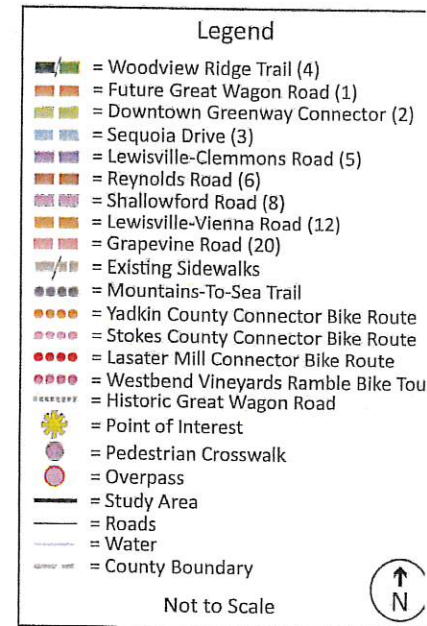 Legend
= Woodview Ridge Trail (4)
= Future Great Wagon Road (1)
= Downtown Greenway Connector (2)
= Sequoia Drive (3)
= Lewisville-Clemmons Road (5)
= Reynolds Road (6)
= Shallowford Road (8)
= Lewisville-Vienna Road (12)
= Grapevine Road (20)
= Existing Sidewalks
= Mountains-To-Sea Trail
= Yadkin County Connector Bike Route
= Stokes County Connector Bike Route
= Lasater Mill Connector Bike Route
= Westbend Vineyards Ramble Bike Tou
= Historic Great Wagon Road
= Point of Interest
= Pedestrian Crosswalk
= Overpass
= Study Area
= Roads
= Water
= County Boundary
Not to Scale
N